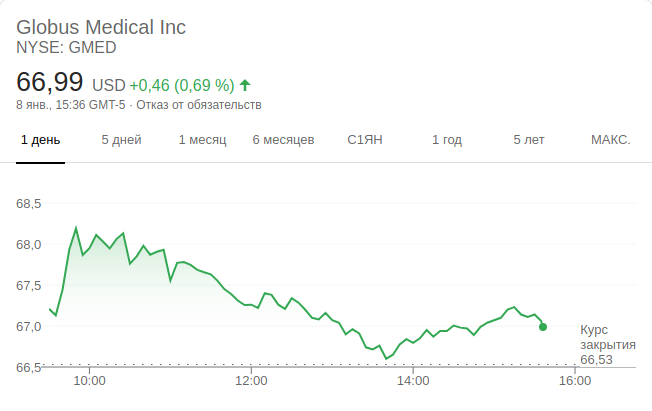 Globus Medical Inc
NYSE: GMED
66,99 USD +0,46 (0,69 %)
8 янв., 15:36 GMT-5 · Отказ от обязательств
1 день 5 дней 1 месяц 6 месяцев С1ЯН 1 год 5 лет МАКС.
68,5
68,0
67,5
67,0
66,5
Курс
закрытия
66,53
10:00 12:00 14:00 16:00